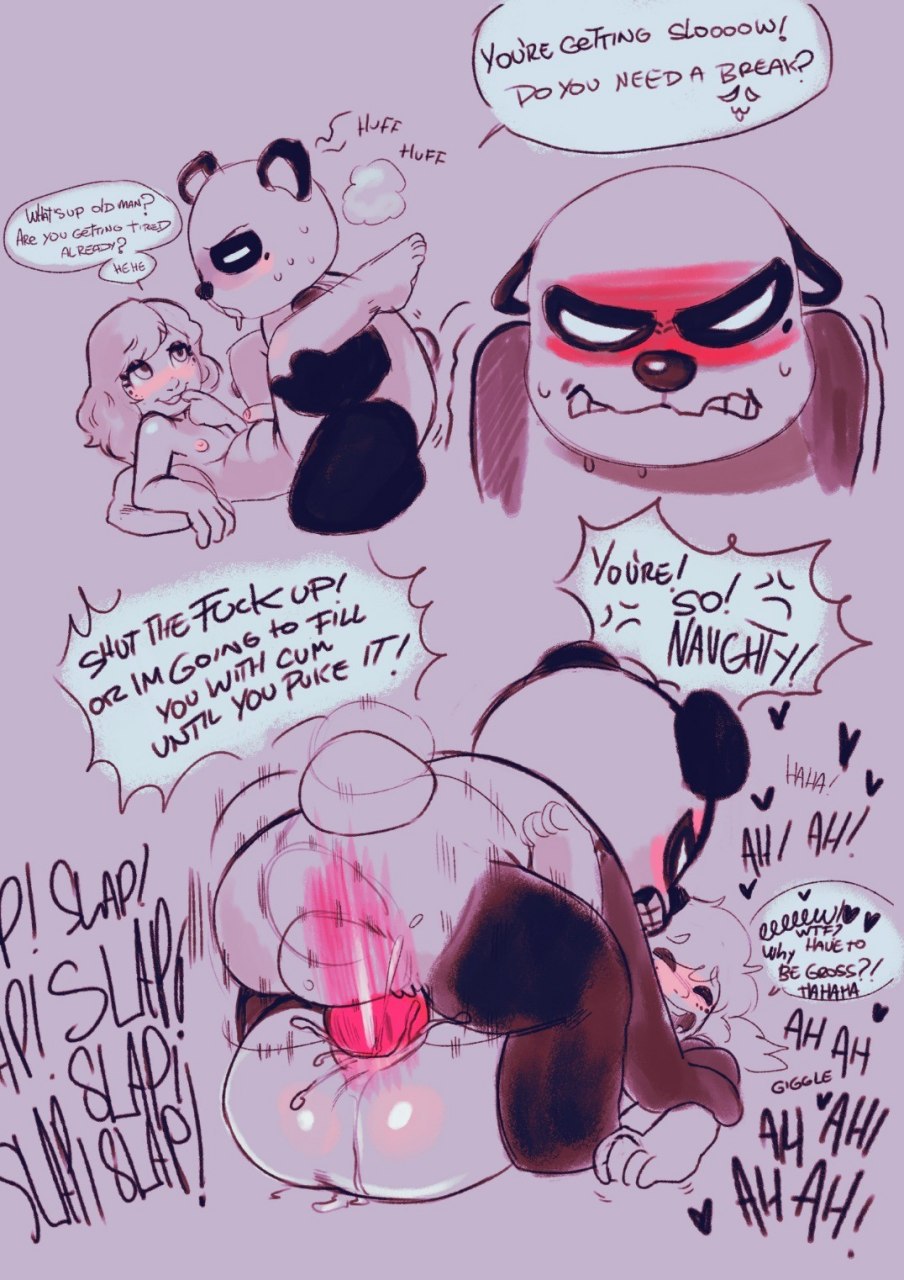 YOU'RE GETTING SLOOOOW!
DO YOU NEED A BREAK?
HUFF
HUFF
WHAT'S UP OLD MAN?
ARE YOU GETTING TIRED
ALREADY?
HEHE
SHUT THE FUCK UP!
OR IM GOING TO FILL
YOU WITH CUM
UNTIL YOU PUKE IT!
YOU'RE!
SO!
NAUGHTY!
HAHA!
AH! AH!
WTF?
WHY HAVE TO
BE GROSS?!
HAHAHA
AH AH
GIGGLE
AH AH!
AH AH!
P! SLAP!
AP! SLAP!
AP! SLAP!
SLAP! SLAP!